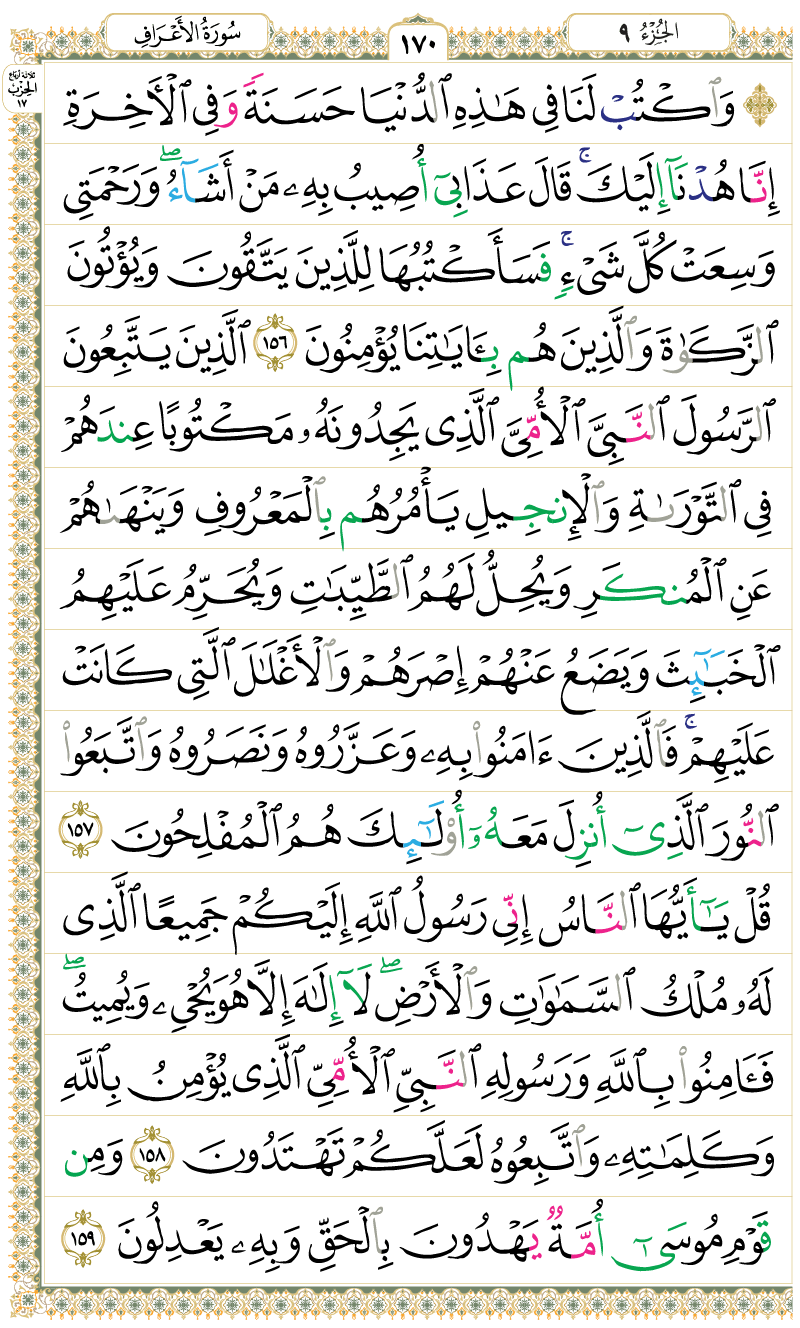 الجُزْءُ ٩
١٧٠
سُورَةُ الأَعْرَافِ
ثلاثة أرباع
الحزب
١٧
۞ وَٱكْتُبْ لَنَا فِى هَٰذِهِ ٱلدُّنْيَا حَسَنَةً وَفِى ٱلْأَخِرَةِ
إِنَّا هُدْنَآ إِلَيْكَ ۚ قَالَ عَذَابِىٓ أُصِيبُ بِهِۦ مَنْ أَشَآءُ ۖ وَرَحْمَتِى
وَسِعَتْ كُلَّ شَىْءٍ ۚ فَسَأَكْتُبُهَا لِلَّذِينَ يَتَّقُونَ وَيُؤْتُونَ
ٱلزَّكَوٰةَ وَٱلَّذِينَ هُم بِـَٔايَـٰتِنَا يُؤْمِنُونَ ١٥٦ ٱلَّذِينَ يَتَّبِعُونَ
ٱلرَّسُولَ ٱلنَّبِىَّ ٱلْأُمِّىَّ ٱلَّذِى يَجِدُونَهُۥ مَكْتُوبًا عِندَهُمْ
فِى ٱلتَّوْرَىٰةِ وَٱلْإِنجِيلِ يَأْمُرُهُم بِٱلْمَعْرُوفِ وَيَنْهَىٰهُمْ
عَنِ ٱلْمُنكَرِ وَيُحِلُّ لَهُمُ ٱلطَّيِّبَـٰتِ وَيُحَرِّمُ عَلَيْهِمُ
ٱلْخَبَـٰٓئِثَ وَيَضَعُ عَنْهُمْ إِصْرَهُمْ وَٱلْأَغْلَـٰلَ ٱلَّتِى كَانَتْ
عَلَيْهِمْ ۚ فَٱلَّذِينَ ءَامَنُوا۟ بِهِۦ وَعَزَّرُوهُ وَنَصَرُوهُ وَٱتَّبَعُوا۟
ٱلنُّورَ ٱلَّذِىٓ أُنزِلَ مَعَهُۥٓ أُو۟لَـٰٓئِكَ هُمُ ٱلْمُفْلِحُونَ ١٥٧
قُلْ يَـٰٓأَيُّهَا ٱلنَّاسُ إِنِّى رَسُولُ ٱللَّهِ إِلَيْكُمْ جَمِيعًا ٱلَّذِى
لَهُۥ مُلْكُ ٱلسَّمَـٰوَٰتِ وَٱلْأَرْضِ ۖ لَآ إِلَـٰهَ إِلَّا هُوَ يُحْىِۦ وَيُمِيتُ ۖ
فَـَٔامِنُوا۟ بِٱللَّهِ وَرَسُولِهِ ٱلنَّبِىِّ ٱلْأُمِّىِّ ٱلَّذِى يُؤْمِنُ بِٱللَّهِ
وَكَلِمَـٰتِهِۦ وَٱتَّبِعُوهُ لَعَلَّكُمْ تَهْتَدُونَ ١٥٨ وَمِن
قَوْمِ مُوسَىٰٓ أُمَّةٌ يَهْدُونَ بِٱلْحَقِّ وَبِهِۦ يَعْدِلُونَ ١٥٩